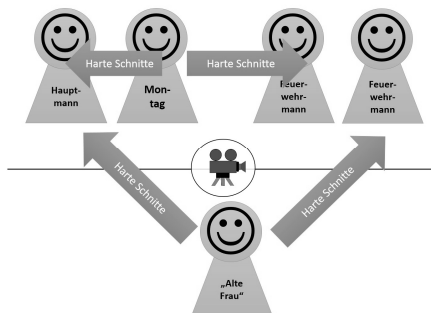 Harte Schnitte
Harte Schnitte
Haupt-
mann
Mon-
tag
Feuer-
wehr-
mann
Feuer-
wehr-
mann
Harte Schnitte
Harte Schnitte
„Alte
Frau“